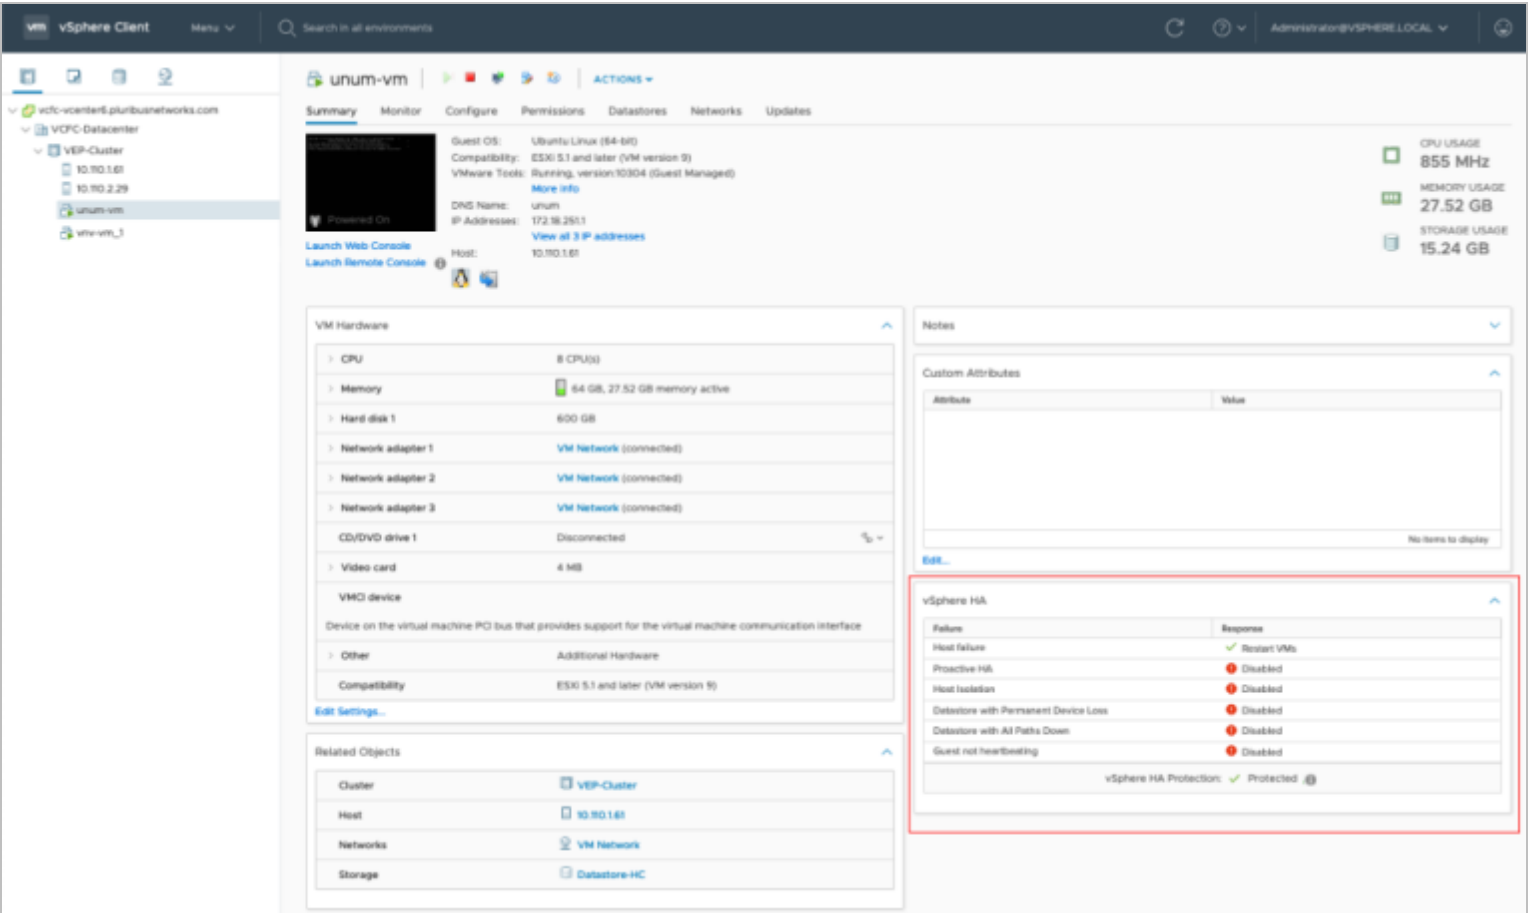 vm vSphere Client Menu Search in all environments Administrator@VSPHERE.LOCAL
vcfc-vcenter6.pluribusnetworks.com
VCFC-Datacenter
VEP-Cluster
10.110.1.61
10.110.2.29
unum-vm
vnv-vm_1
unum-vm ACTIONS
Summary Monitor Configure Permissions Datastores Networks Updates
Powered On
Launch Web Console
Launch Remote Console
Guest OS: Ubuntu Linux (64-bit)
Compatibility: ESXi 5.1 and later (VM version 9)
VMware Tools: Running, version:10304 (Guest Managed)
More info
DNS Name: unum
IP Addresses: 172.18.251.1
View all 3 IP addresses
Host: 10.110.1.61
CPU USAGE
855 MHz
MEMORY USAGE
27.52 GB
STORAGE USAGE
15.24 GB
VM Hardware
CPU 8 CPU(s)
Memory 64 GB, 27.52 GB memory active
Hard disk 1 600 GB
Network adapter 1 VM Network (connected)
Network adapter 2 VM Network (connected)
Network adapter 3 VM Network (connected)
CD/DVD drive 1 Disconnected
Video card 4 MB
VMCI device
Device on the virtual machine PCI bus that provides support for the virtual machine communication interface
Other Additional Hardware
Compatibility ESXi 5.1 and later (VM version 9)
Edit Settings...
Related Objects
Cluster VEP-Cluster
Host 10.110.1.61
Networks VM Network
Storage Datastore-HC
Notes
Custom Attributes
Attribute Value
No items to display
Edit...
vSphere HA
Failure Response
Host failure Restart VMs
Proactive HA Disabled
Host Isolation Disabled
Datastore with Permanent Device Loss Disabled
Datastore with All Paths Down Disabled
Guest not heartbeating Disabled
vSphere HA Protection: Protected